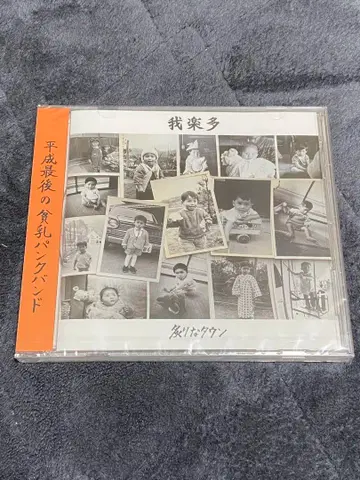 我楽多
平成最後の貧乳パンクバンド
炙りなタウン